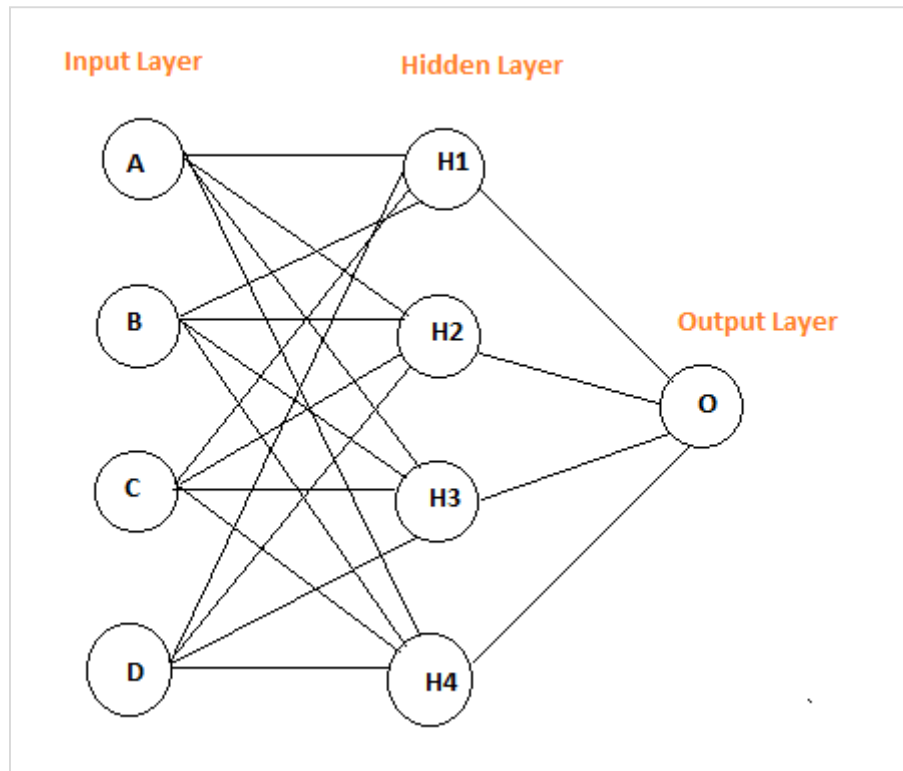 Input Layer
Hidden Layer
A
H1
B
H2
Output Layer
O
C
H3
D
H4